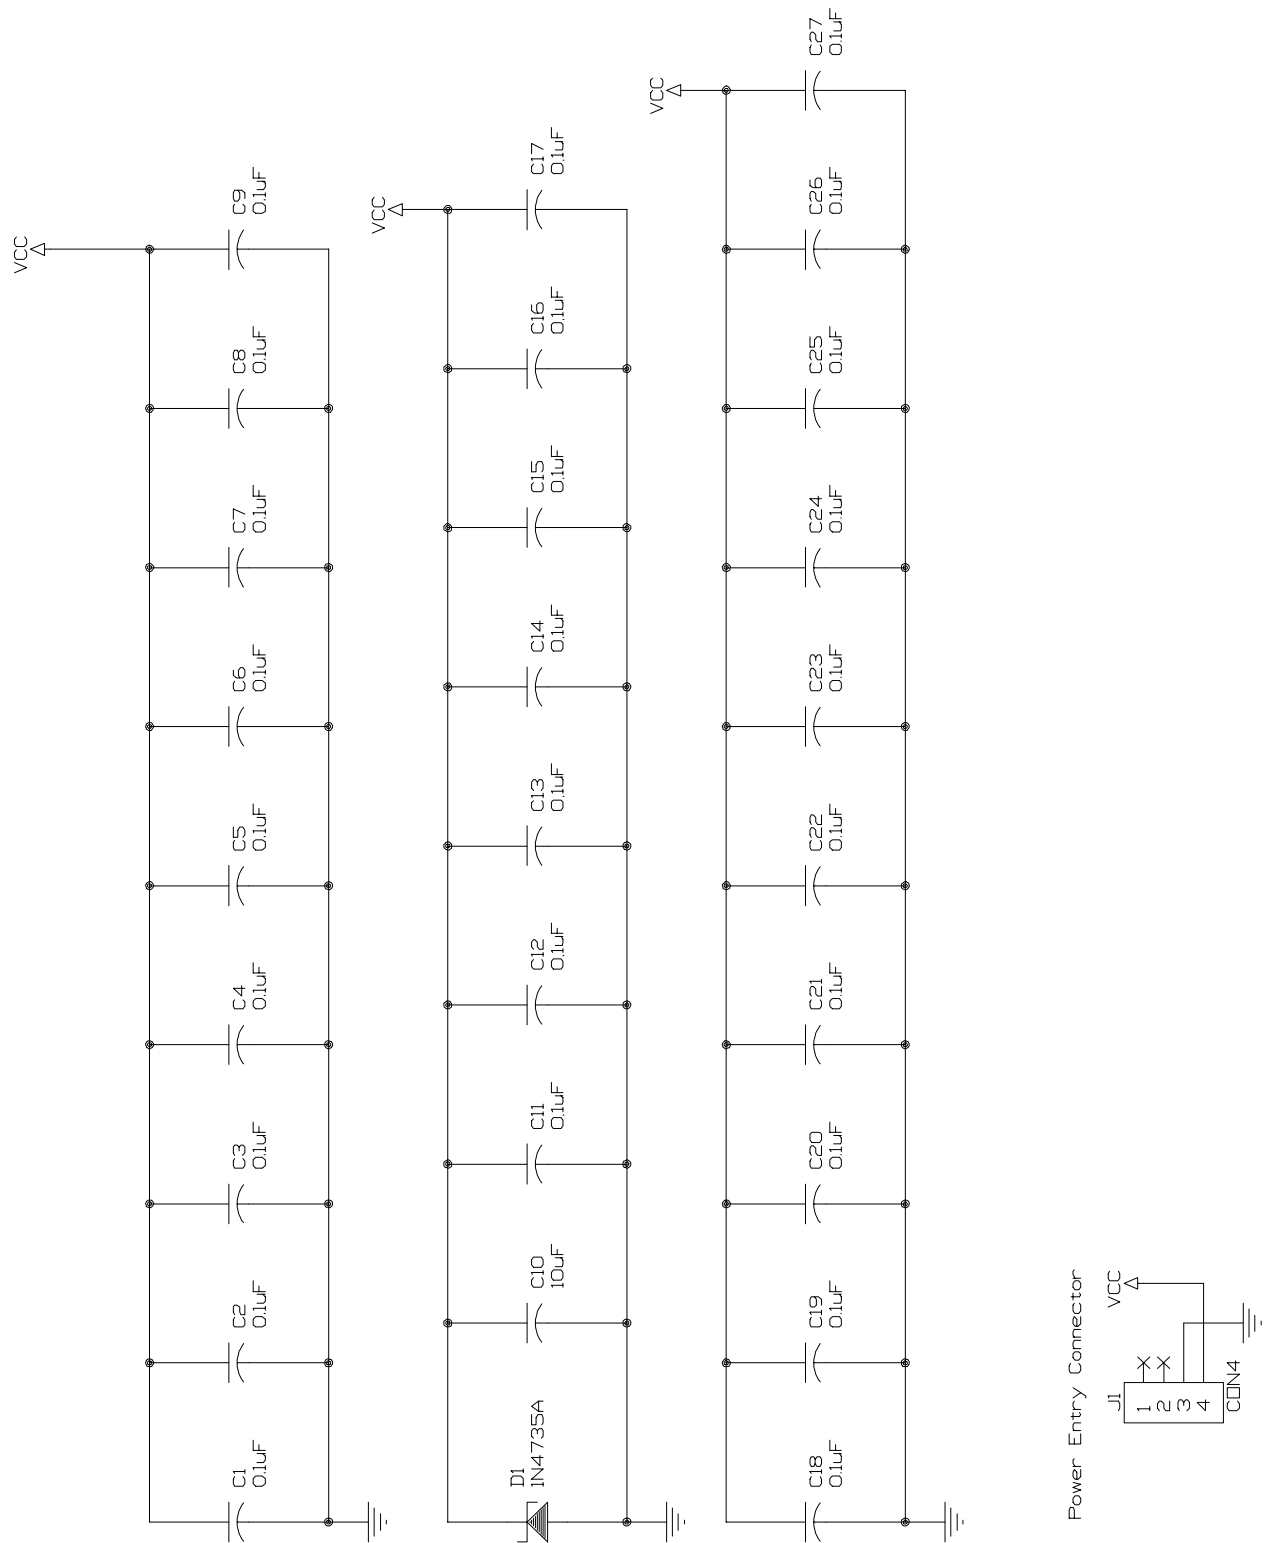 VCC
C1
0.1uF
C2
0.1uF
C3
0.1uF
C4
0.1uF
C5
0.1uF
C6
0.1uF
C7
0.1uF
C8
0.1uF
C9
0.1uF
VCC
D1
1N4735A
C10
10uF
C11
0.1uF
C12
0.1uF
C13
0.1uF
C14
0.1uF
C15
0.1uF
C16
0.1uF
C17
0.1uF
VCC
C18
0.1uF
C19
0.1uF
C20
0.1uF
C21
0.1uF
C22
0.1uF
C23
0.1uF
C24
0.1uF
C25
0.1uF
C26
0.1uF
C27
0.1uF
Power Entry Connector
J1
VCC
1
2
3
4
CON4